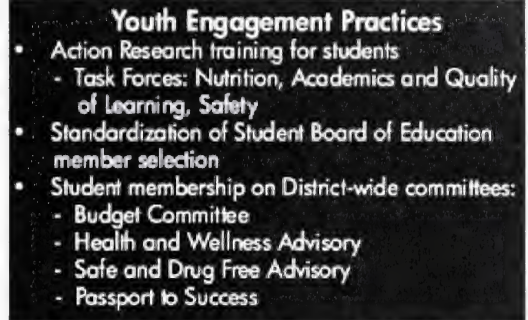 Youth Engagement Practices
• Action Research training for students
- Task Forces: Nutrition, Academics and Quality
of Learning, Safety
• Standardization of Student Board of Education
member selection
• Student membership on District-wide committees:
- Budget Committee
- Health and Wellness Advisory
- Safe and Drug Free Advisory
- Passport to Success